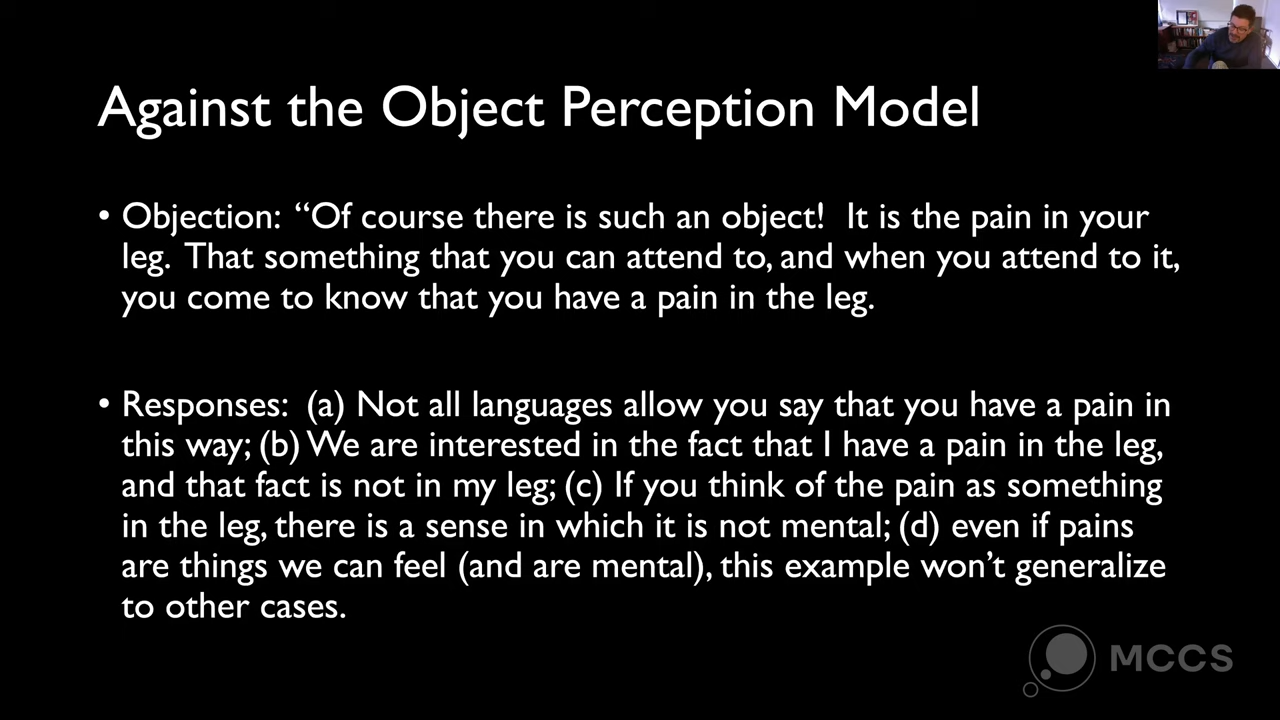 Against the Object Perception Model
• Objection: “Of course there is such an object! It is the pain in your
leg. That something that you can attend to, and when you attend to it,
you come to know that you have a pain in the leg.
• Responses: (a) Not all languages allow you say that you have a pain in
this way; (b) We are interested in the fact that I have a pain in the leg,
and that fact is not in my leg; (c) If you think of the pain as something
in the leg, there is a sense in which it is not mental; (d) even if pains
are things we can feel (and are mental), this example won’t generalize
to other cases.
MCCS